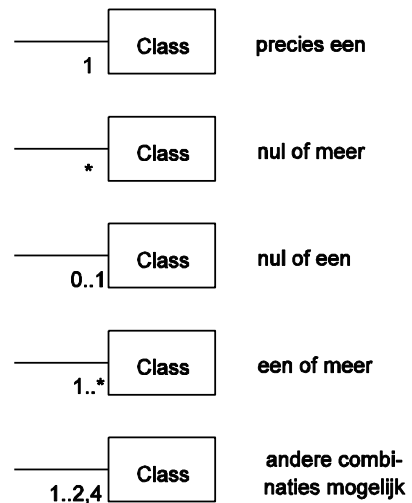 Class
precies een
1
Class
nul of meer
*
Class
nul of een
0..1
Class
een of meer
1..*
Class
andere combi-
naties mogelijk
1..2,4